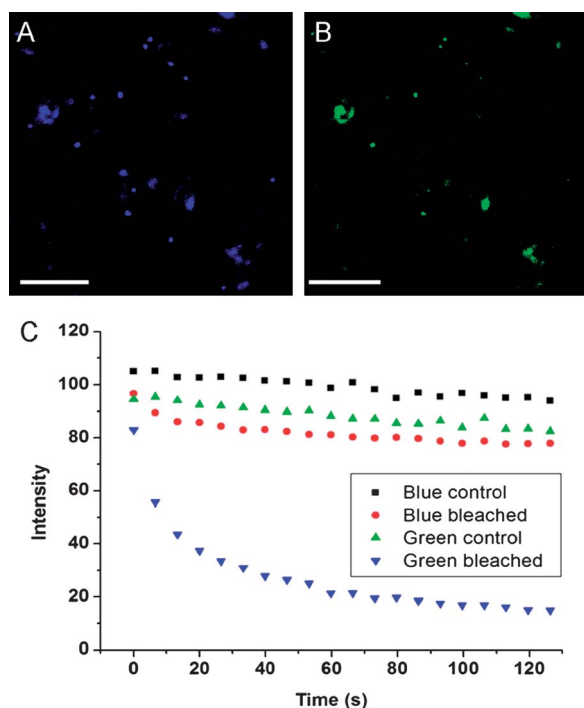 A
B
C
120
100
80
60
40
20
0
Intensity
Blue control
Blue bleached
Green control
Green bleached
0
20
40
60
80
100
120
Time (s)